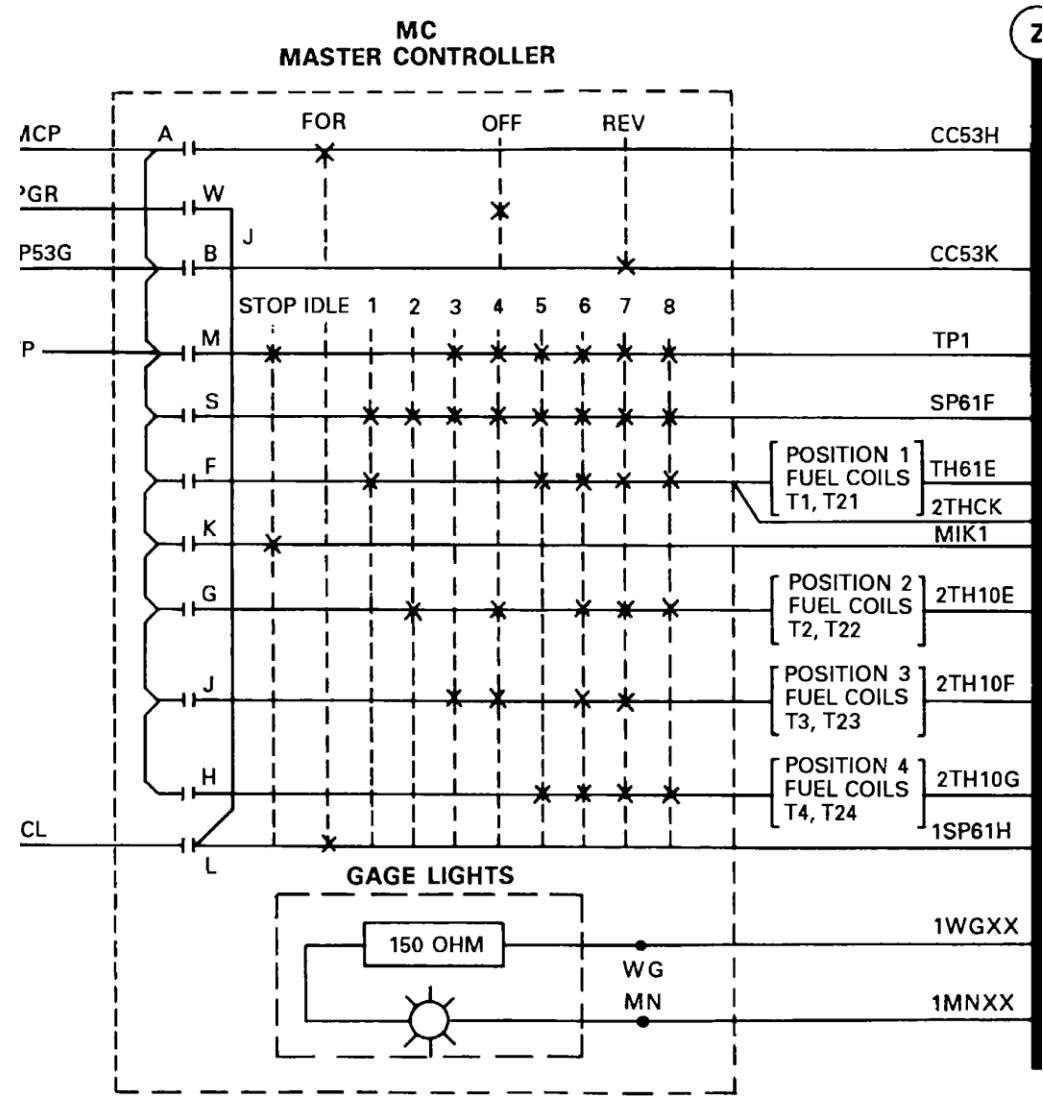 MC
MASTER CONTROLLER
Z
FOR OFF REV
MCP A CC53H
PGR W
J
P53G B CC53K
STOP IDLE 1 2 3 4 5 6 7 8
P M TP1
S SP61F
F POSITION 1 FUEL COILS T1, T21 TH61E
2THCK
K MIK1
G POSITION 2 FUEL COILS T2, T22 2TH10E
J POSITION 3 FUEL COILS T3, T23 2TH10F
H POSITION 4 FUEL COILS T4, T24 2TH10G
CL L 1SP61H
GAGE LIGHTS
150 OHM WG 1WGXX
MN 1MNXX